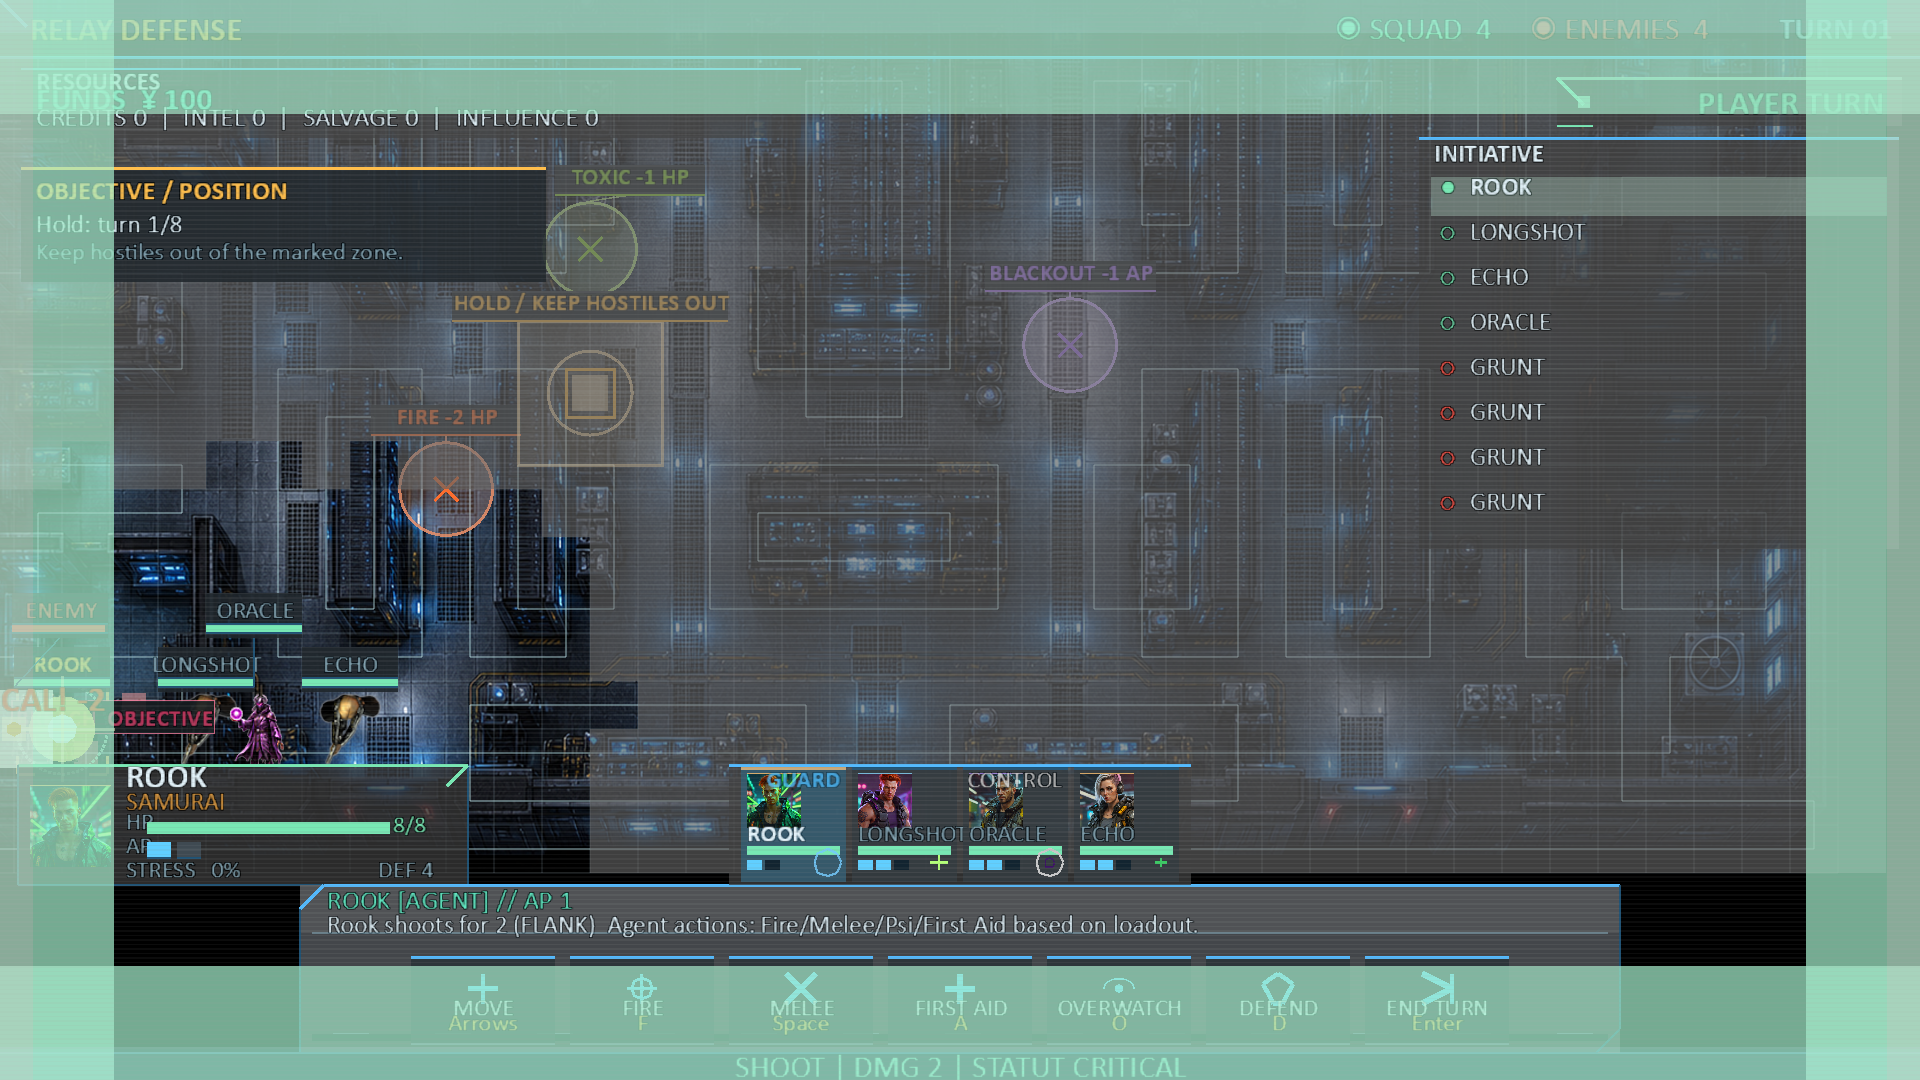 RELAY DEFENSE
SQUAD 4
ENEMIES 4
TURN 01
RESOURCES
FUNDS ¥ 100
CREDITS 0 | INTEL 0 | SALVAGE 0 | INFLUENCE 0
PLAYER TURN
INITIATIVE
ROOK
LONGSHOT
ECHO
ORACLE
GRUNT
GRUNT
GRUNT
GRUNT
OBJECTIVE / POSITION
Hold: turn 1/8
Keep hostiles out of the marked zone.
TOXIC -1 HP
BLACKOUT -1 AP
HOLD / KEEP HOSTILES OUT
FIRE -2 HP
ENEMY
ORACLE
ROOK
LONGSHOT
ECHO
OBJECTIVE
ROOK
SAMURAI
HP 8/8
AP
STRESS 0%
DEF 4
GUARD
CONTROL
ROOK
LONGSHOT
ORACLE
ECHO
ROOK [AGENT] // AP 1
Rook shoots for 2 (FLANK) Agent actions: Fire/Melee/Psi/First Aid based on loadout.
MOVE
Arrows
FIRE
F
MELEE
Space
FIRST AID
A
OVERWATCH
O
DEFEND
D
END TURN
Enter
SHOOT | DMG 2 | STATUT CRITICAL